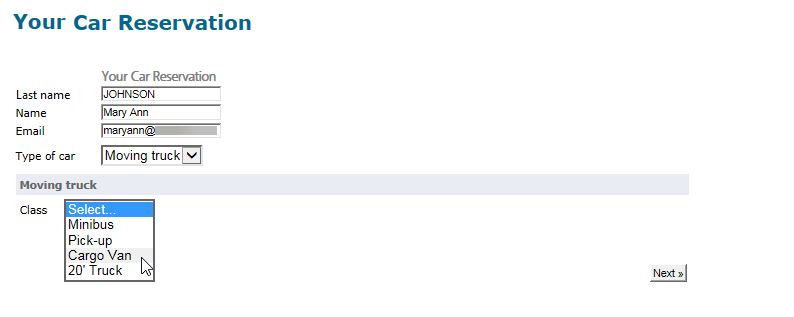 Your Car Reservation
Your Car Reservation
Last name JOHNSON
Name Mary Ann
Email maryann@
Type of car Moving truck
Moving truck
Class Select...
Minibus
Pick-up
Cargo Van
20' Truck
Next »